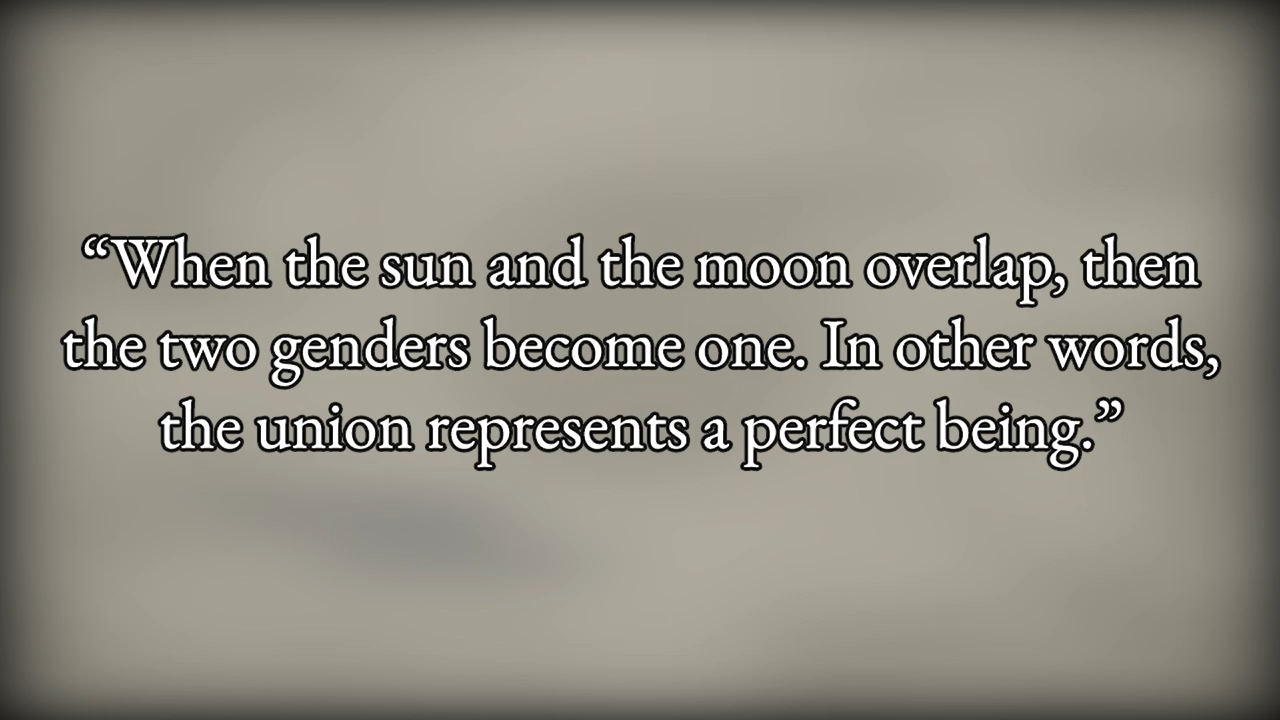 “When the sun and the moon overlap, then
the two genders become one. In other words,
the union represents a perfect being.”